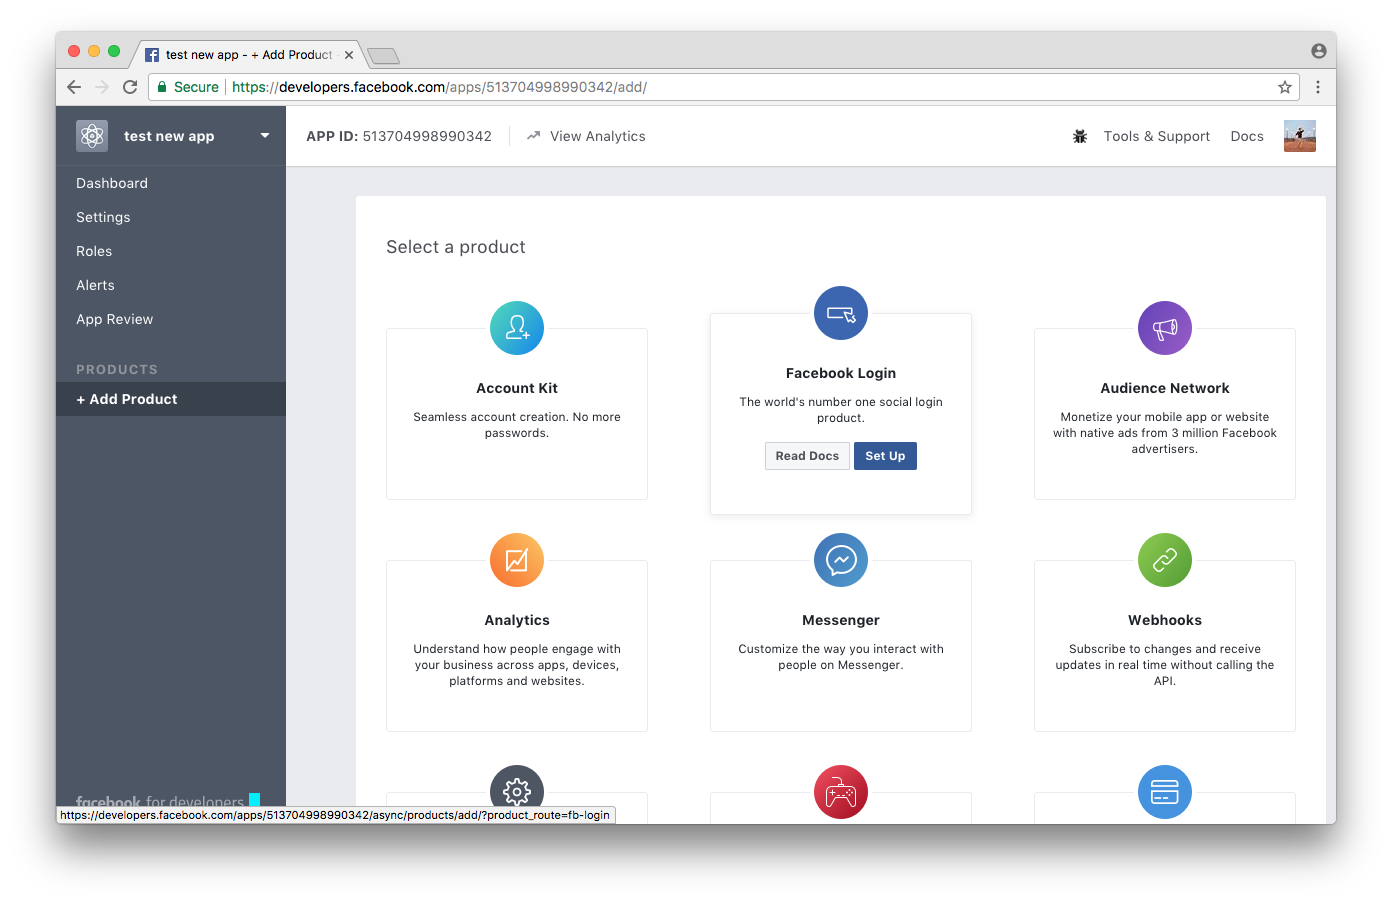 test new app - + Add Product
Secure https://developers.facebook.com/apps/513704998990342/add/
test new app
APP ID: 513704998990342
View Analytics
Tools & Support
Docs
Dashboard
Settings
Roles
Alerts
App Review
PRODUCTS
+ Add Product
Select a product
Account Kit
Seamless account creation. No more
passwords.
Facebook Login
The world's number one social login
product.
Read Docs
Set Up
Audience Network
Monetize your mobile app or website
with native ads from 3 million Facebook
advertisers.
Analytics
Understand how people engage with
your business across apps, devices,
platforms and websites.
Messenger
Customize the way you interact with
people on Messenger.
Webhooks
Subscribe to changes and receive
updates in real time without calling the
API.
facebook for developers
https://developers.facebook.com/apps/513704998990342/async/products/add/?product_route=fb-login